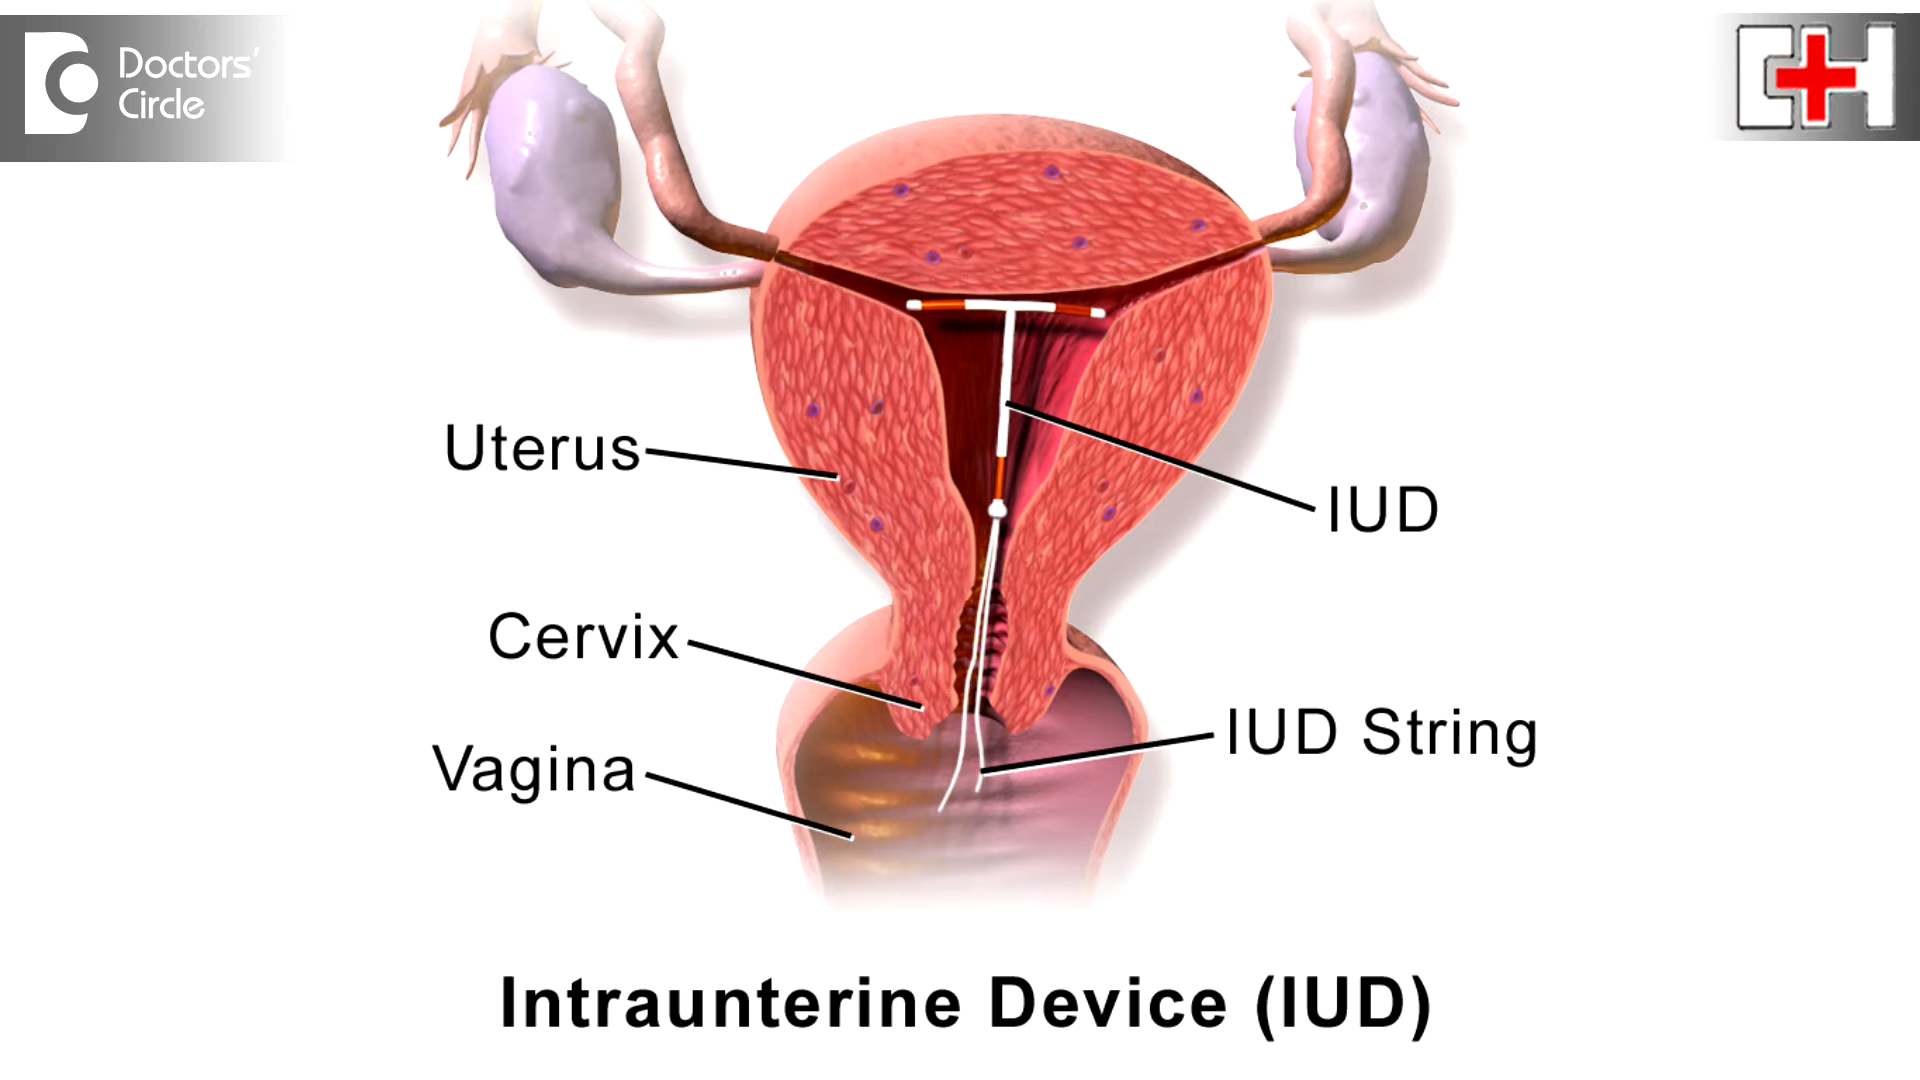 Doctors'
Circle
Uterus
IUD
Cervix
IUD String
Vagina
Intraunterine Device (IUD)